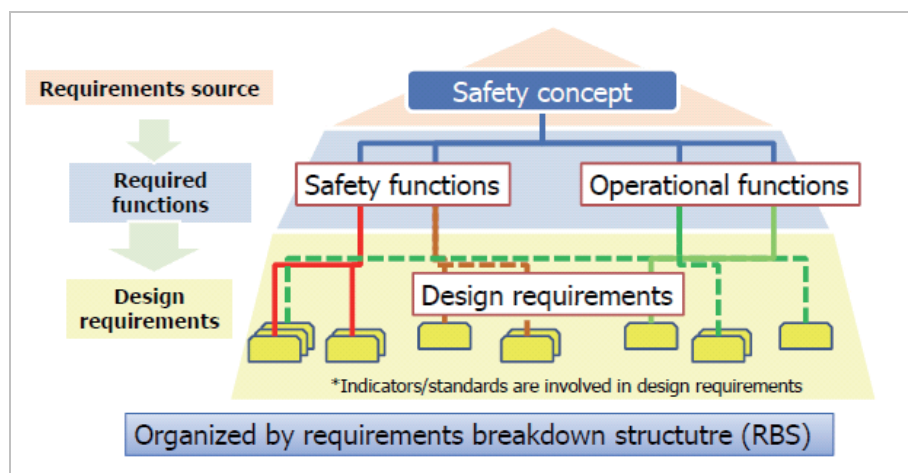 Requirements source
Safety concept
Required
functions
Safety functions
Operational functions
Design
requirements
Design requirements
*Indicators/standards are involved in design requirements
Organized by requirements breakdown structutre (RBS)